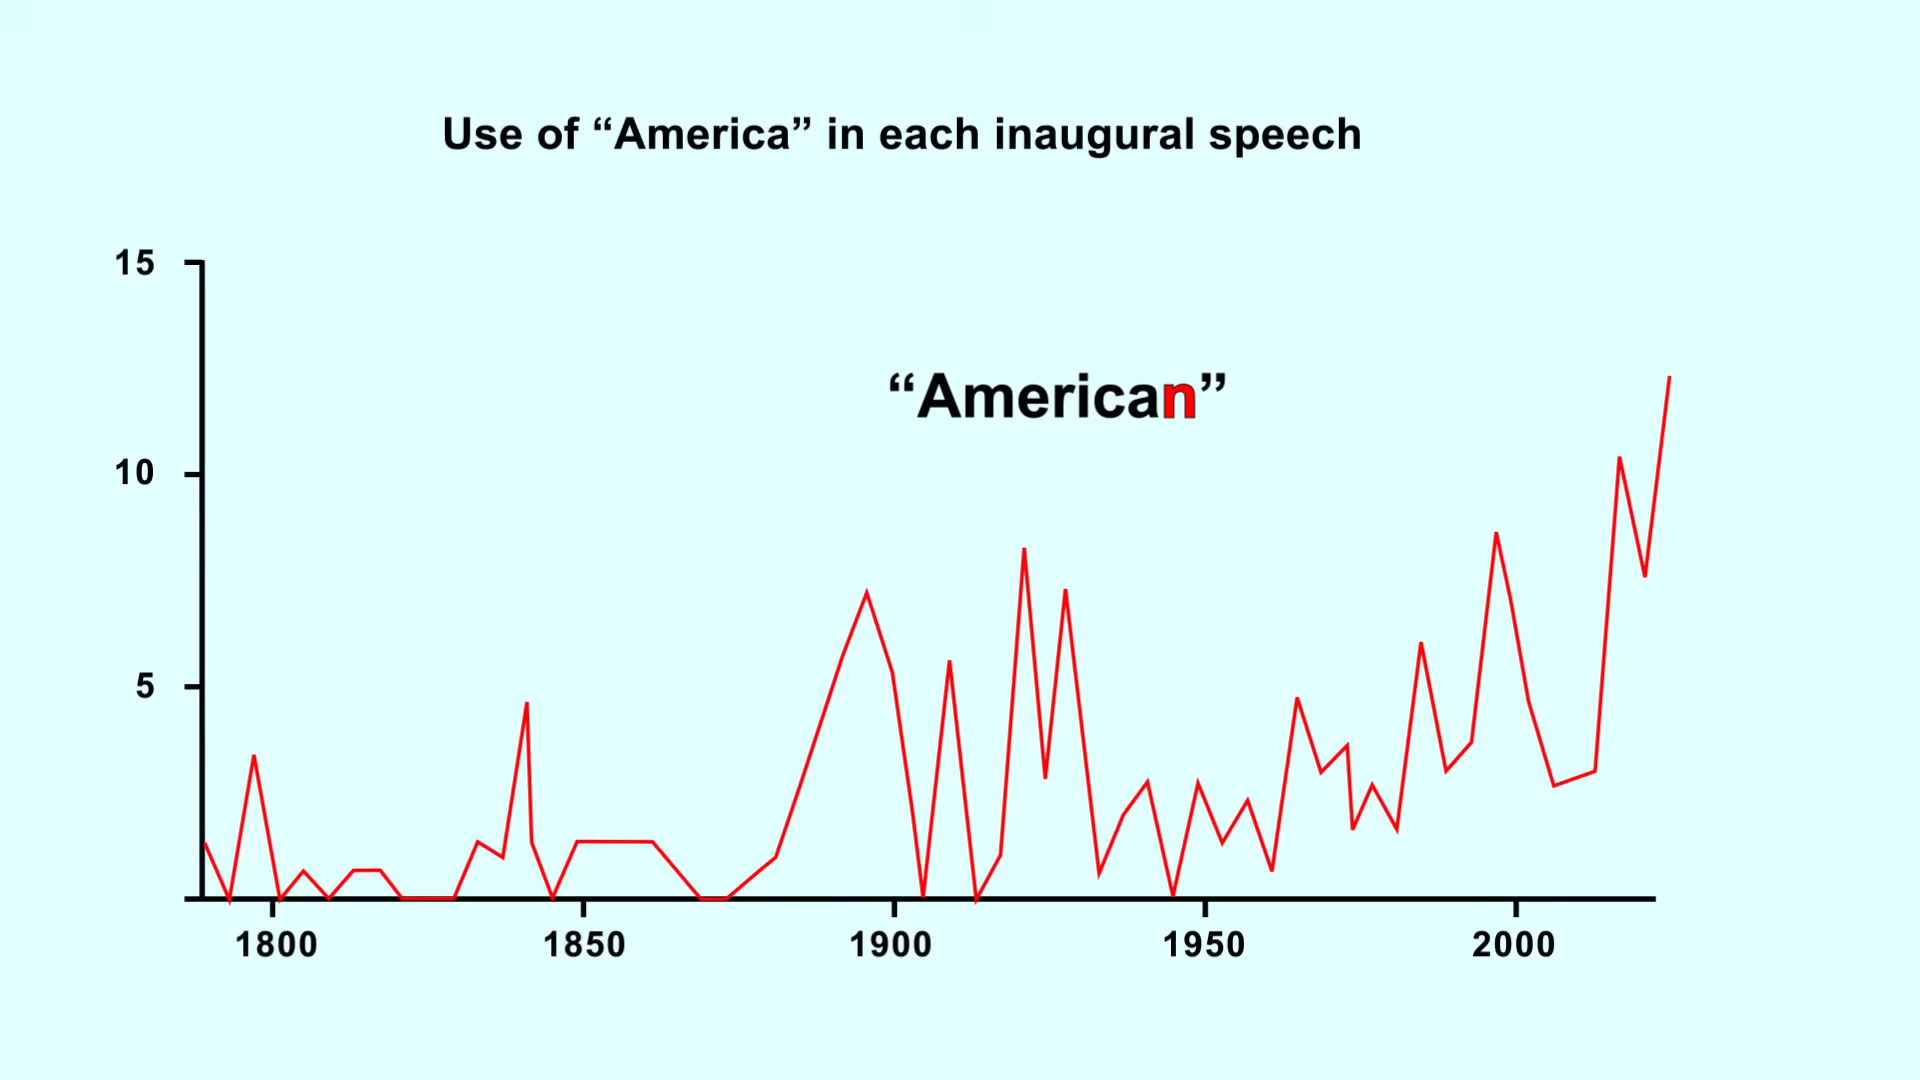 Use of “America” in each inaugural speech
15
“American”
10
5
1800 1850 1900 1950 2000